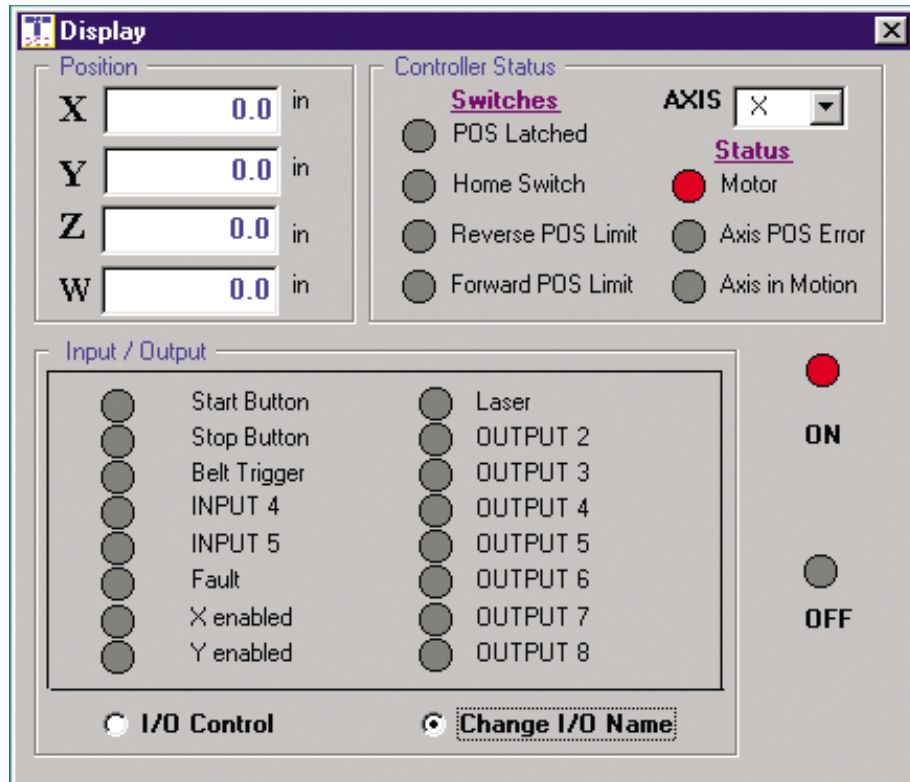 Display
Position
X 0.0 in
Y 0.0 in
Z 0.0 in
W 0.0 in
Controller Status
Switches
POS Latched
Home Switch
Reverse POS Limit
Forward POS Limit
AXIS X
Status
Motor
Axis POS Error
Axis in Motion
Input / Output
Start Button
Stop Button
Belt Trigger
INPUT 4
INPUT 5
Fault
X enabled
Y enabled
Laser
OUTPUT 2
OUTPUT 3
OUTPUT 4
OUTPUT 5
OUTPUT 6
OUTPUT 7
OUTPUT 8
I/O Control
Change I/O Name
ON
OFF